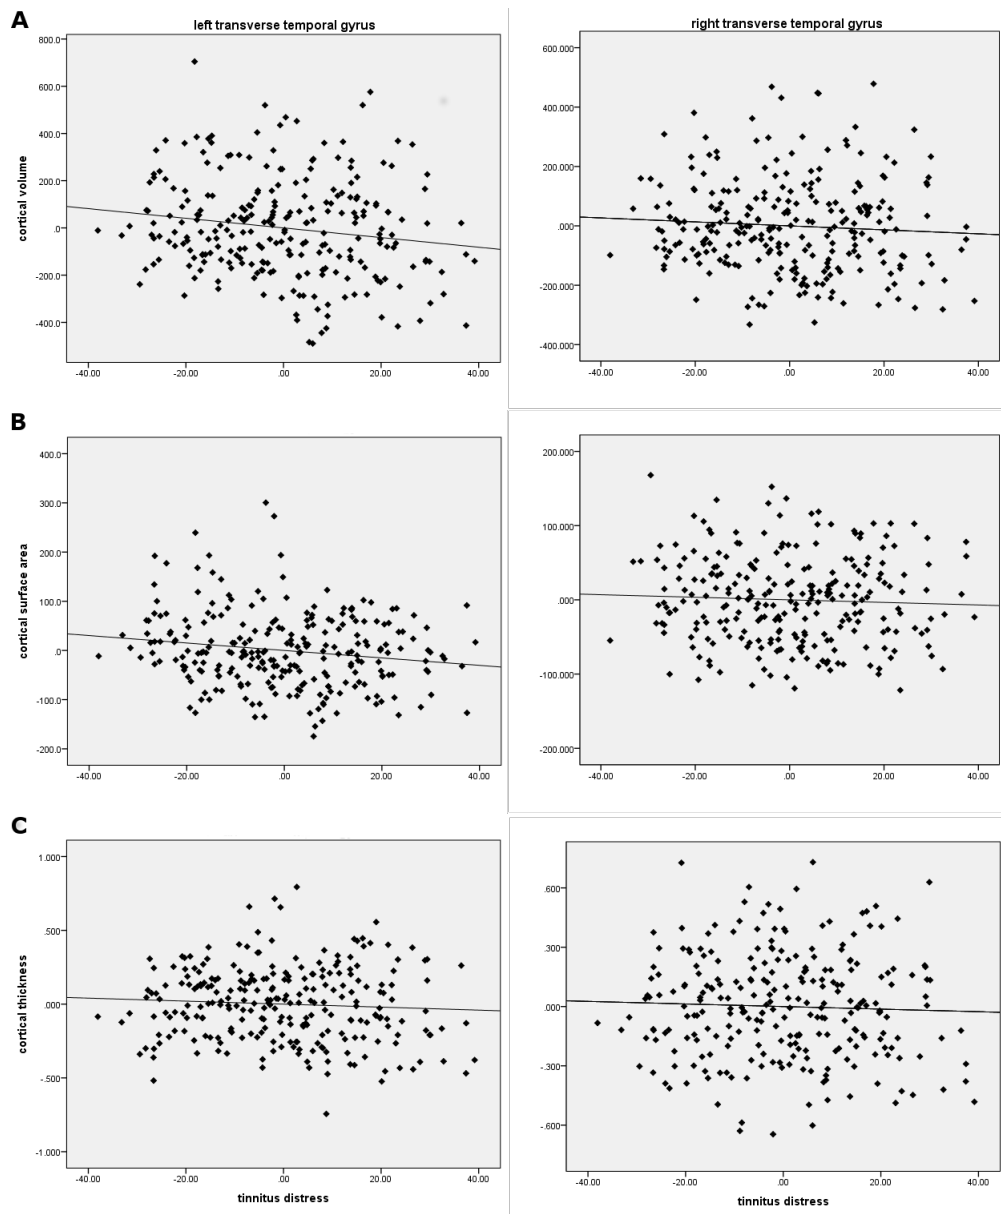 A
left transverse temporal gyrus
right transverse temporal gyrus
cortical volume
800.0
600.0
400.0
200.0
.0
-200.0
-400.0
-40.00 -20.00 .00 20.00 40.00
600.000
400.000
200.000
.000
-200.000
-400.000
-40.00 -20.00 .00 20.00 40.00
B
cortical surface area
400.0
300.0
200.0
100.0
.0
-100.0
-200.0
-40.00 -20.00 .00 20.00 40.00
200.000
100.000
.000
-100.000
-200.000
-40.00 -20.00 .00 20.00 40.00
C
cortical thickness
1.000
.500
.000
-.500
-1.000
-40.00 -20.00 .00 20.00 40.00
tinnitus distress
.600
.300
.000
-.300
-.600
-40.00 -20.00 .00 20.00 40.00
tinnitus distress